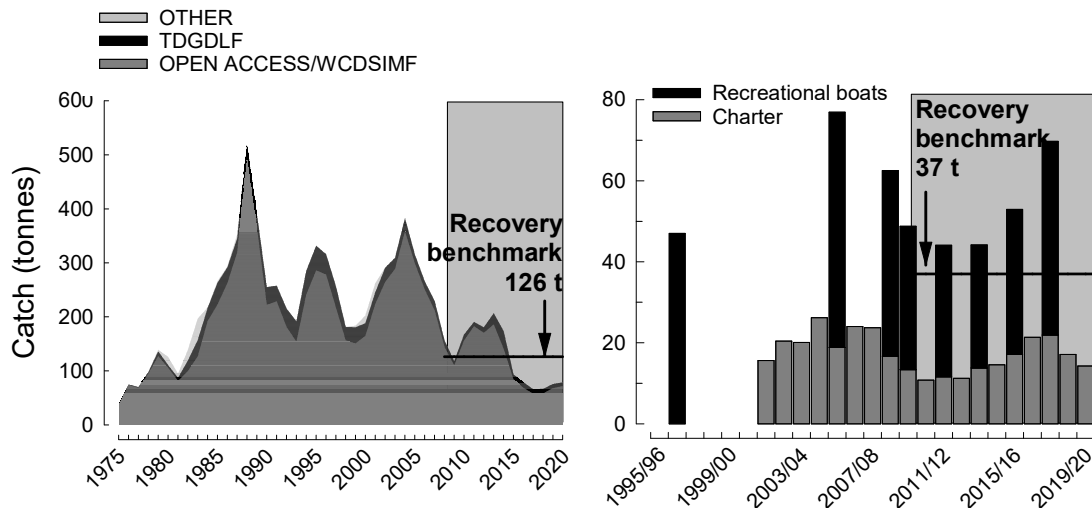 OTHER
TDGDLF
OPEN ACCESS/WCDSIMF
Catch (tonnes)
600
500
400
300
200
100
0
Recovery
benchmark
126 t
1975
1980
1985
1990
1995
2000
2005
2010
2015
2020
Recreational boats
Charter
80
60
40
20
0
Recovery
benchmark
37 t
1995/96
1999/00
2003/04
2007/08
2011/12
2015/16
2019/20